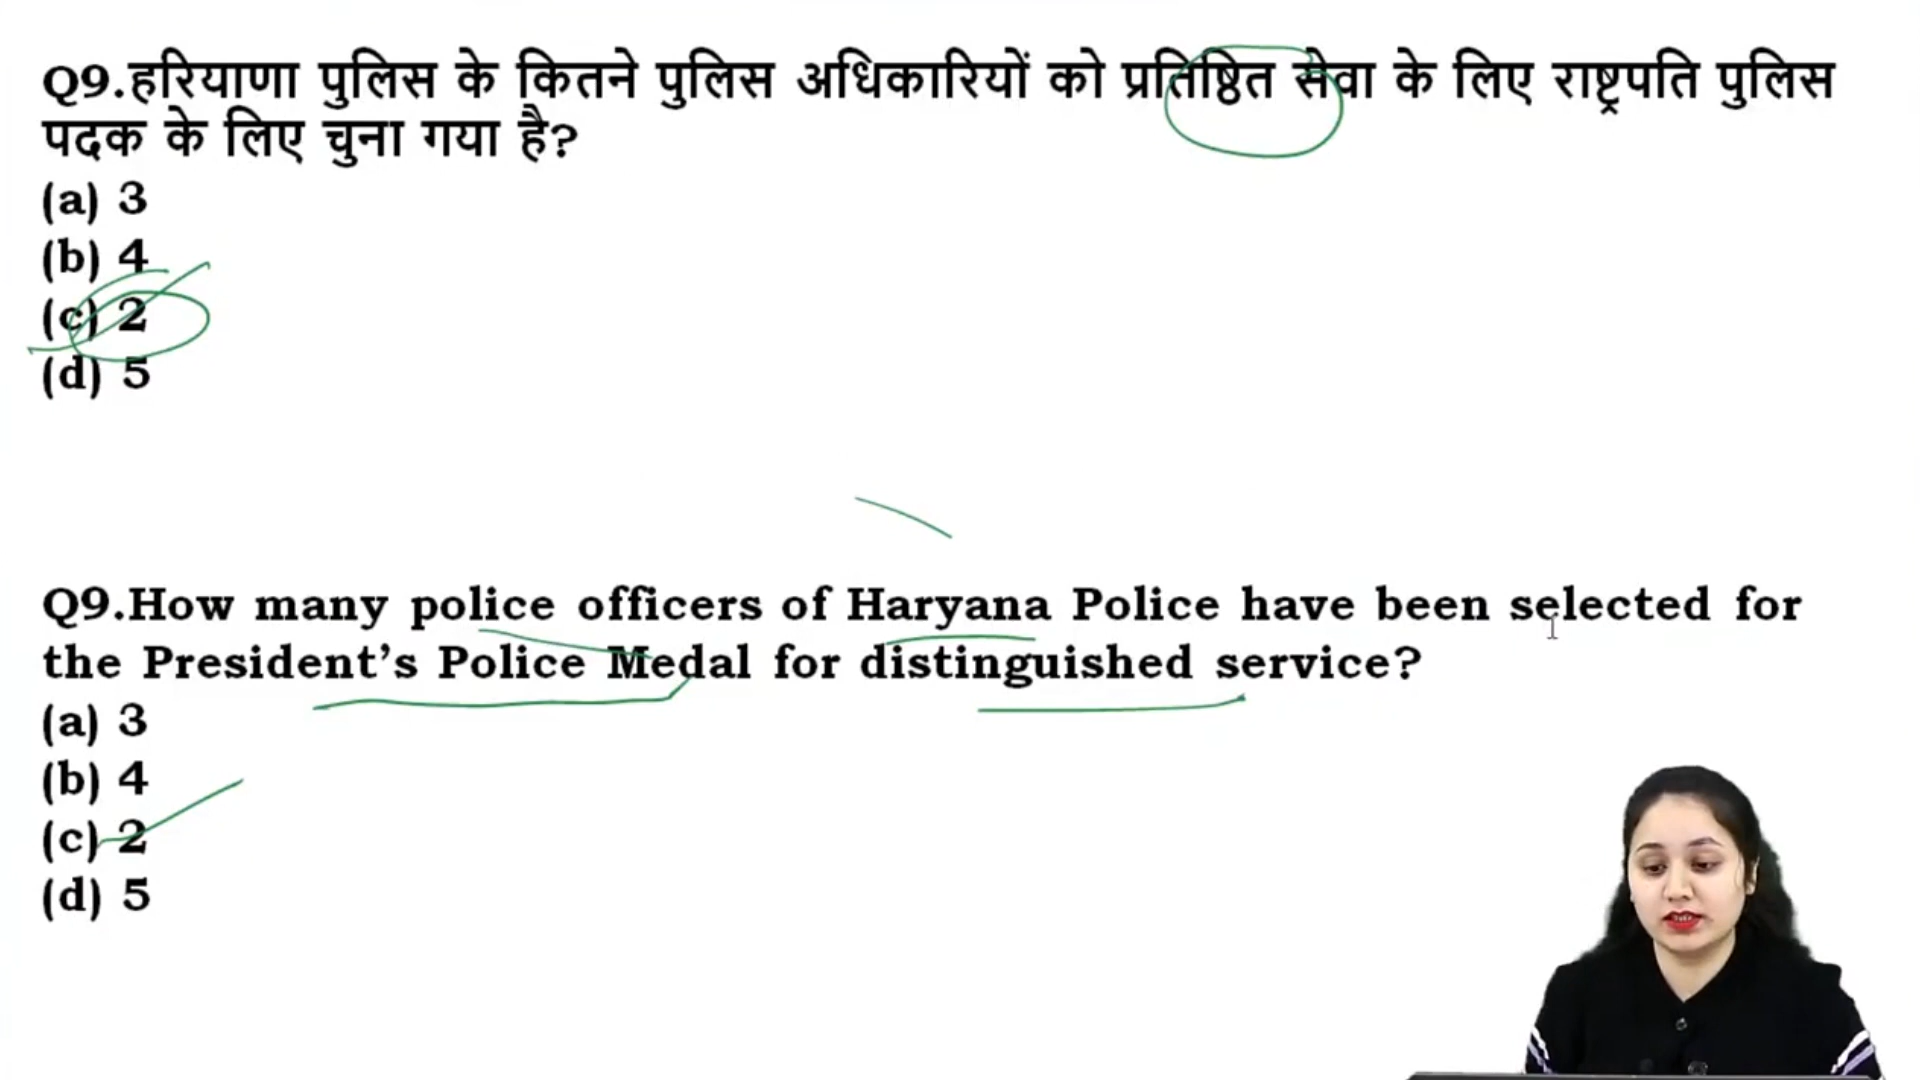 Q9.हरियाणा पुलिस के कितने पुलिस अधिकारियों को प्रतिष्ठित सेवा के लिए राष्ट्रपति पुलिस
पदक के लिए चुना गया है?
(a) 3
(b) 4
(c) 2
(d) 5
Q9.How many police officers of Haryana Police have been selected for
the President’s Police Medal for distinguished service?
(a) 3
(b) 4
(c) 2
(d) 5